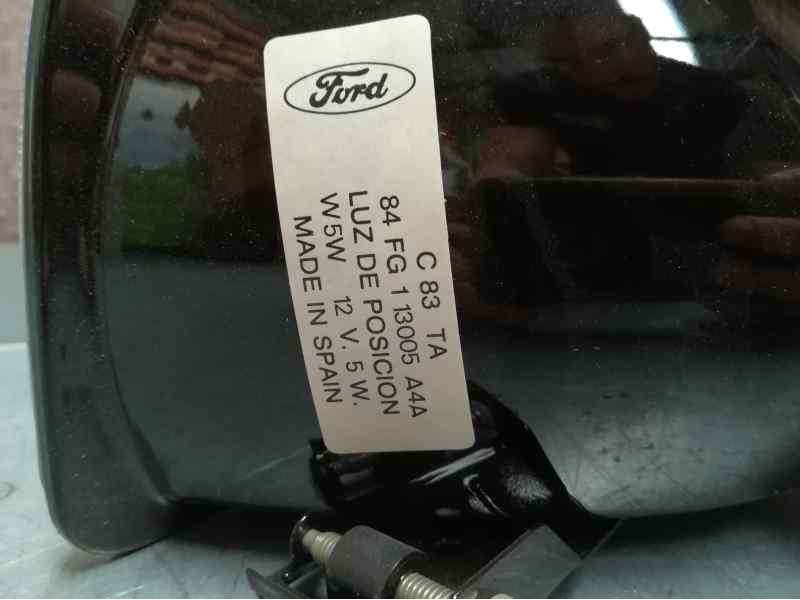 Ford
C 83 TA
84 FG 1 13005 A4A
LUZ DE POSICION
W5W 12 V. 5 W.
MADE IN SPAIN